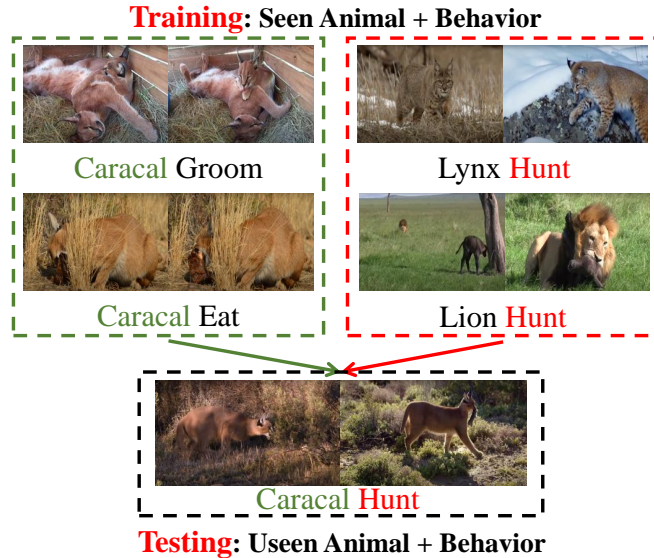 Training: Seen Animal + Behavior
Caracal Groom
Lynx Hunt
Caracal Eat
Lion Hunt
Caracal Hunt
Testing: Useen Animal + Behavior